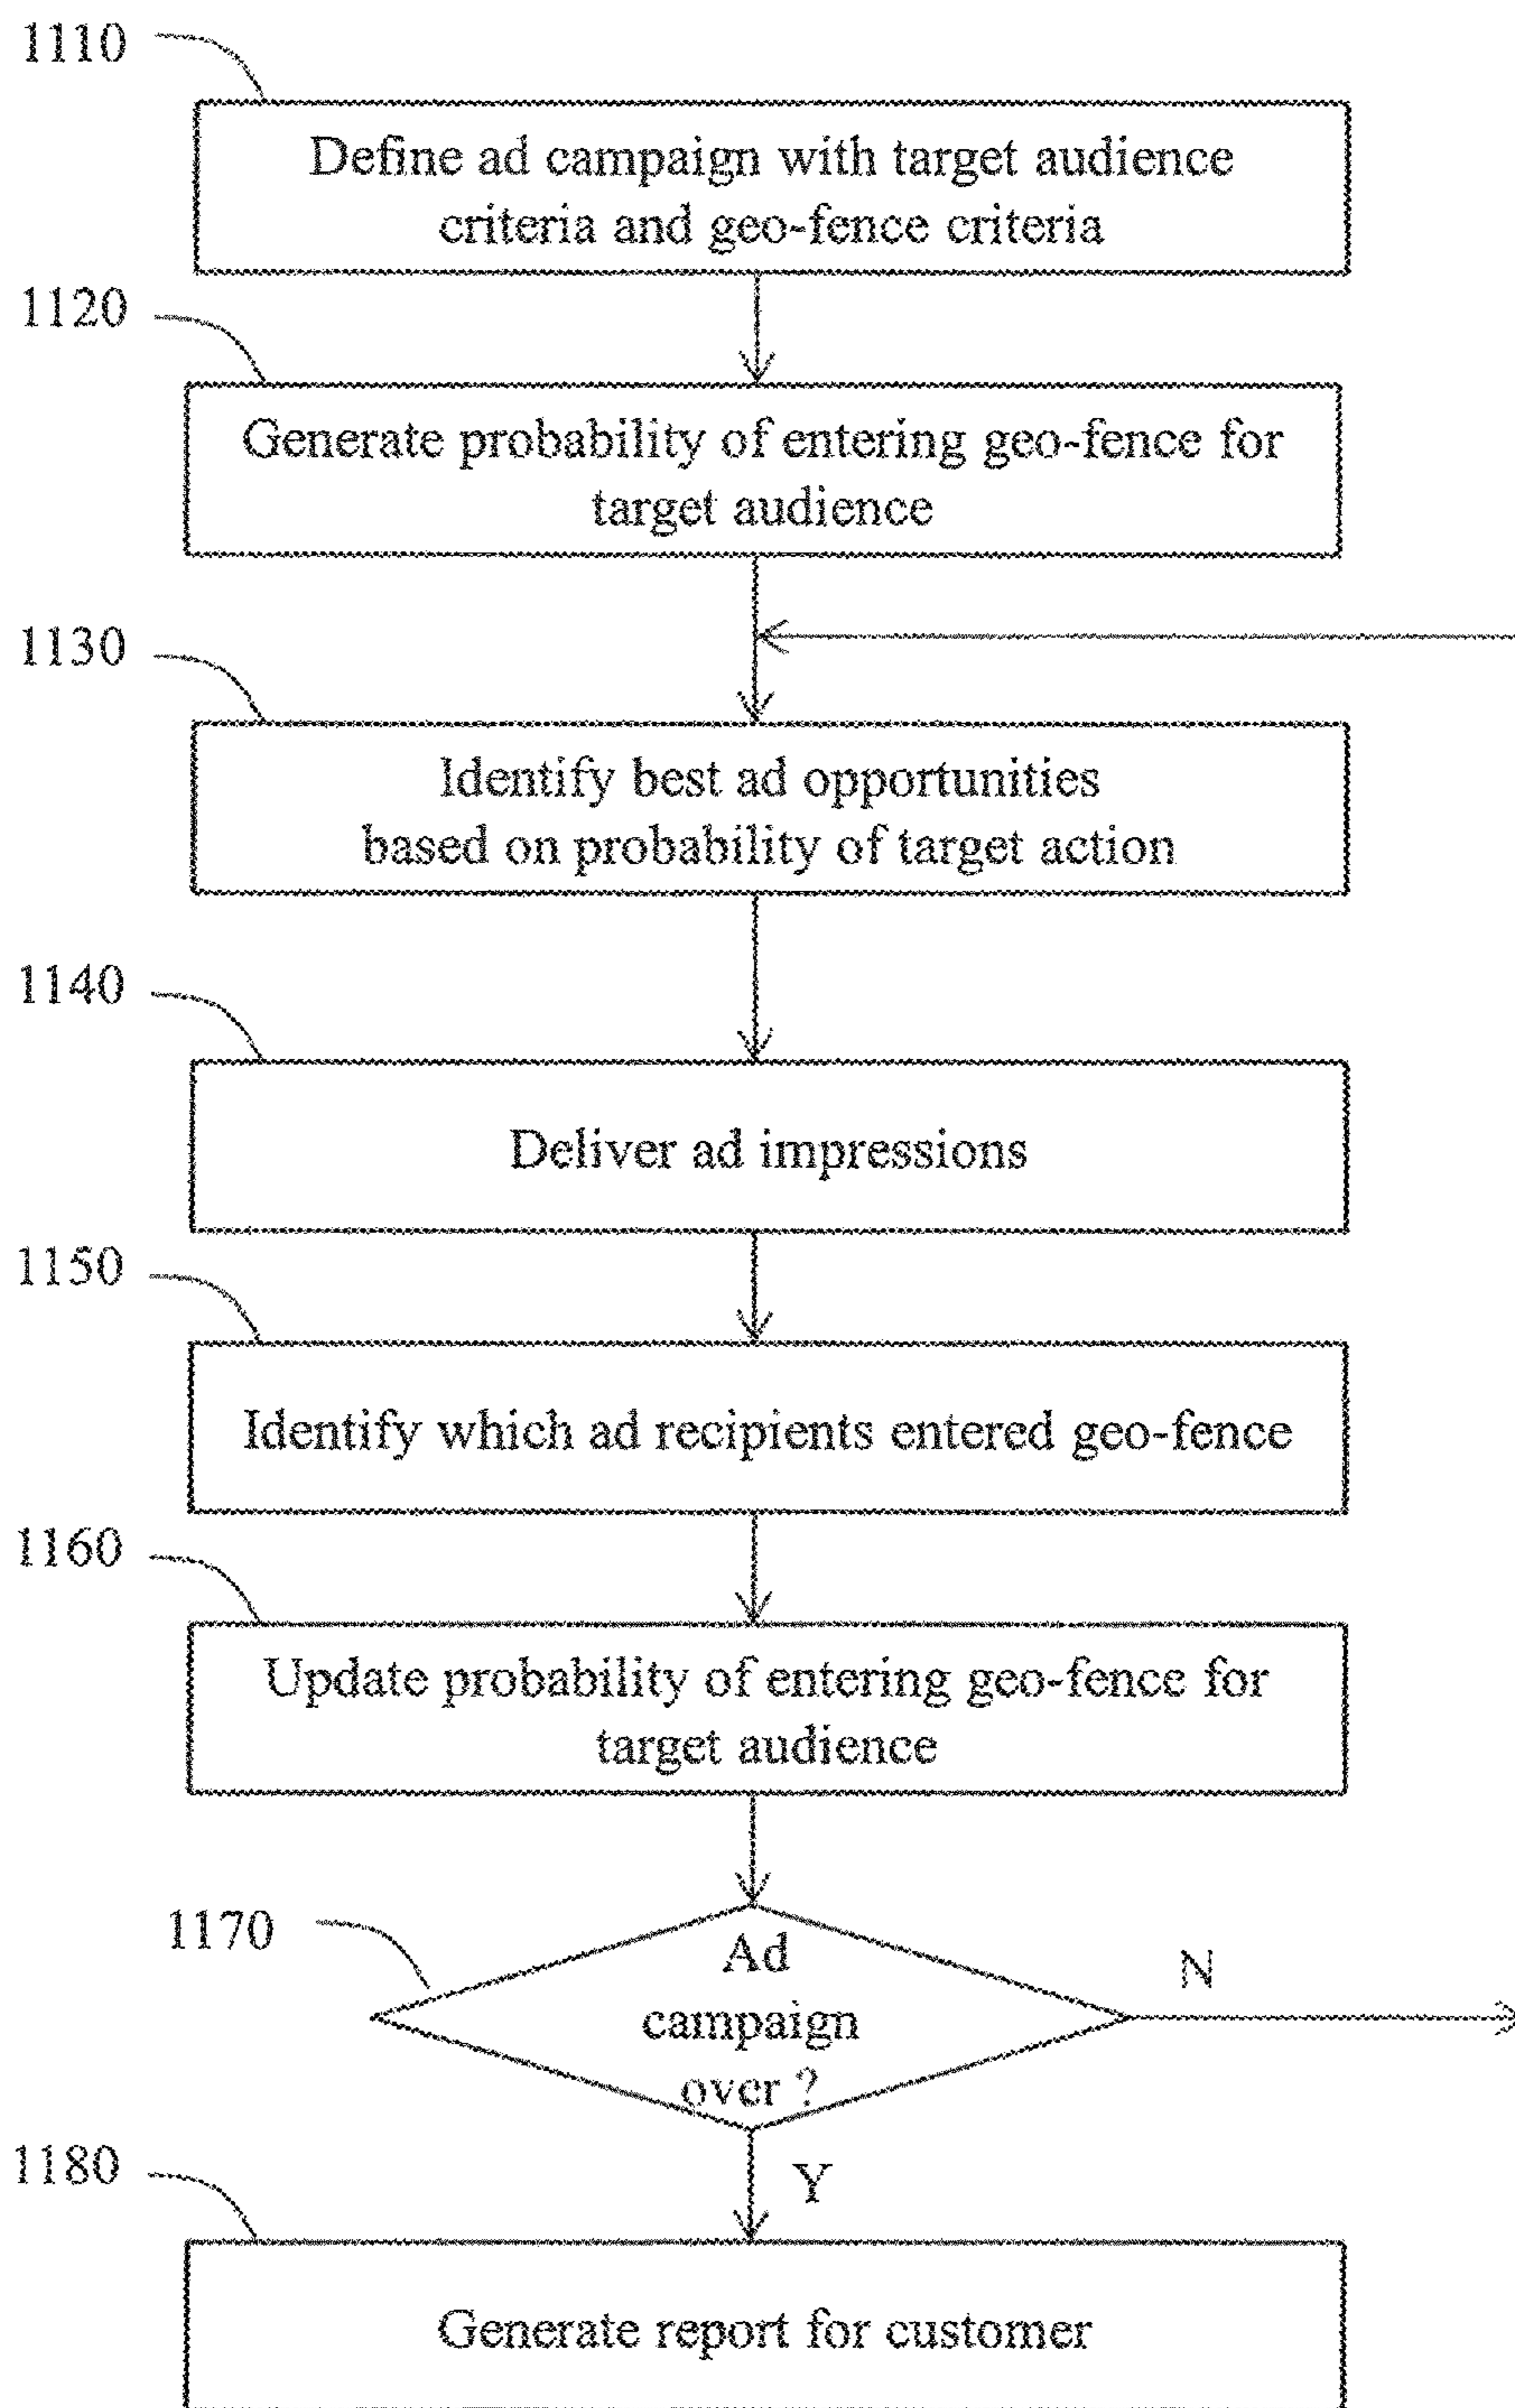 1110
Define ad campaign with target audience
criteria and geo-fence criteria
1120
Generate probability of entering geo-fence for
target audience
1130
Identify best ad opportunities
based on probability of target action
1140
Deliver ad impressions
1150
Identify which ad recipients entered geo-fence
1160
Update probability of entering geo-fence for
target audience
1170
Ad
campaign
over ?
N
Y
1180
Generate report for customer